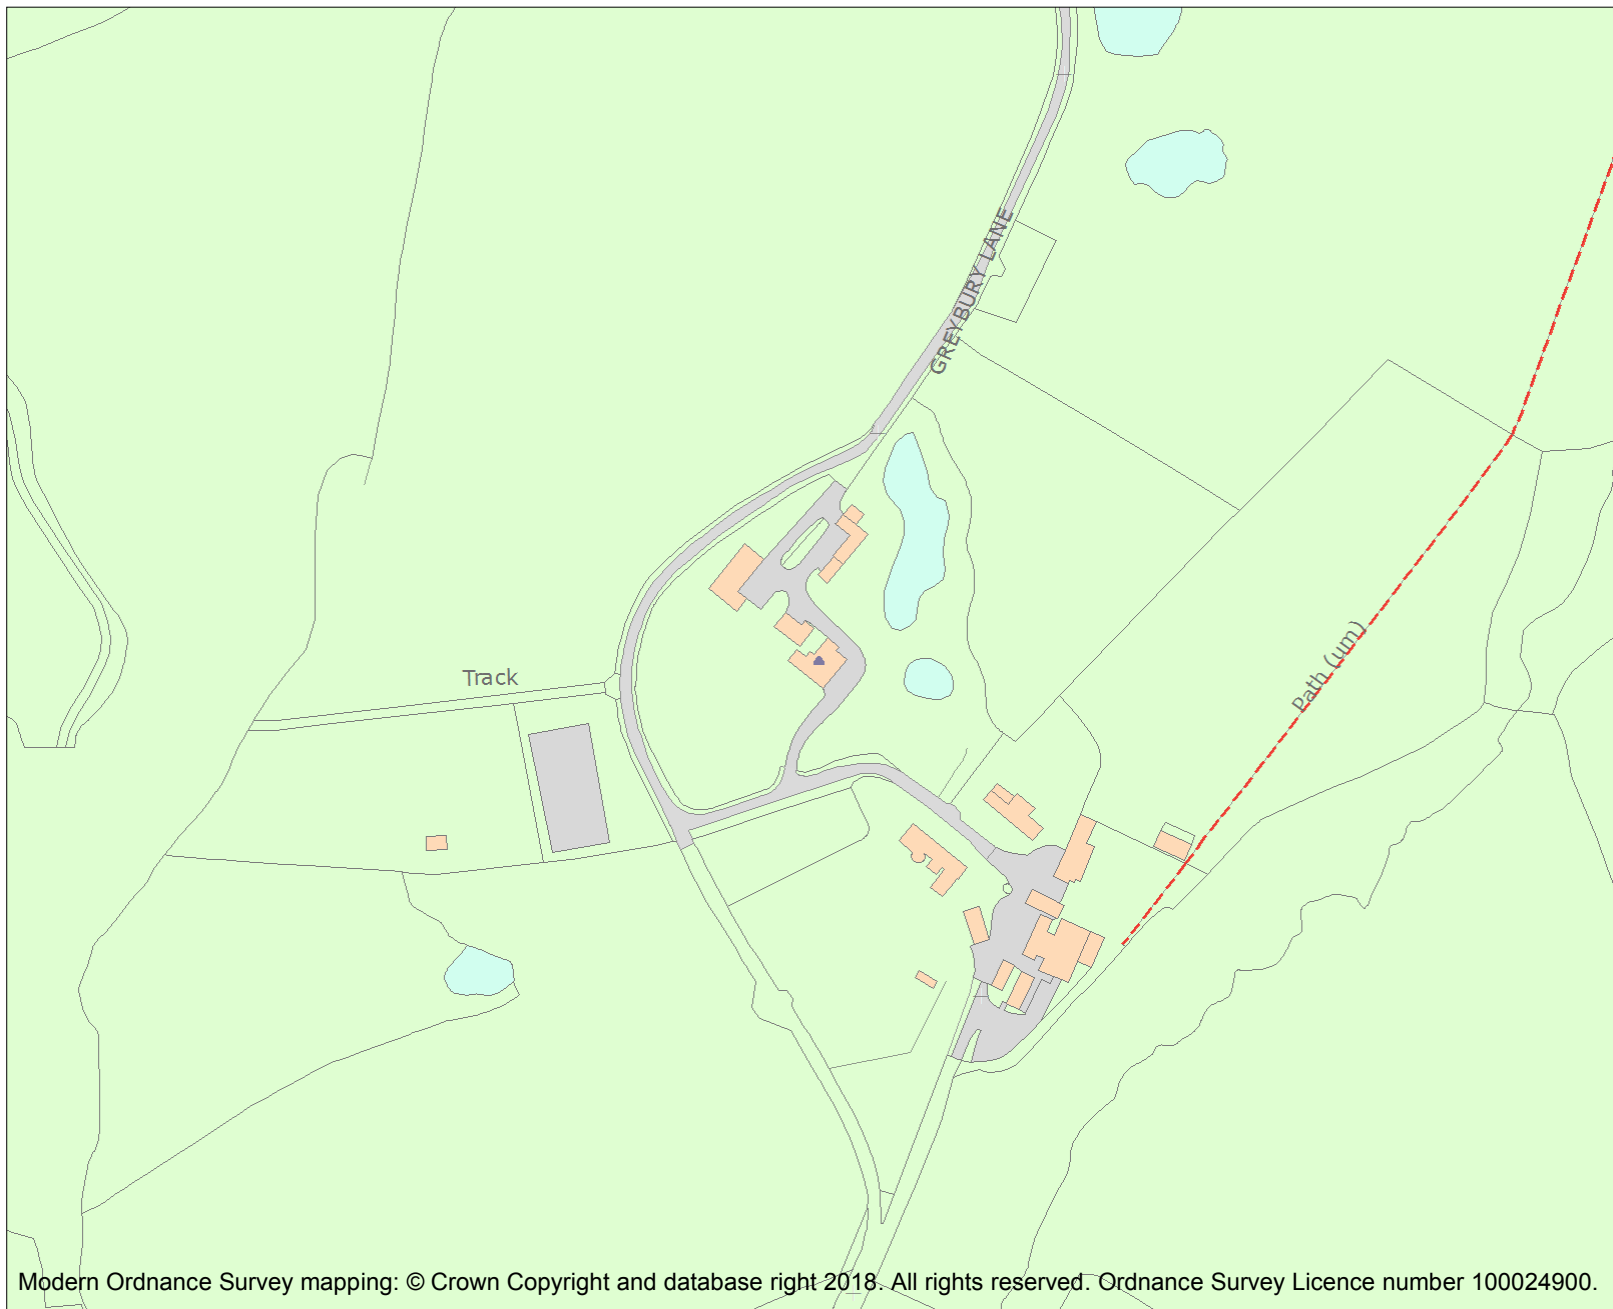 GREYBURY LANE
Path (um)
Track
Modern Ordnance Survey mapping: © Crown Copyright and database right 2018. All rights reserved. Ordnance Survey Licence number 100024900.